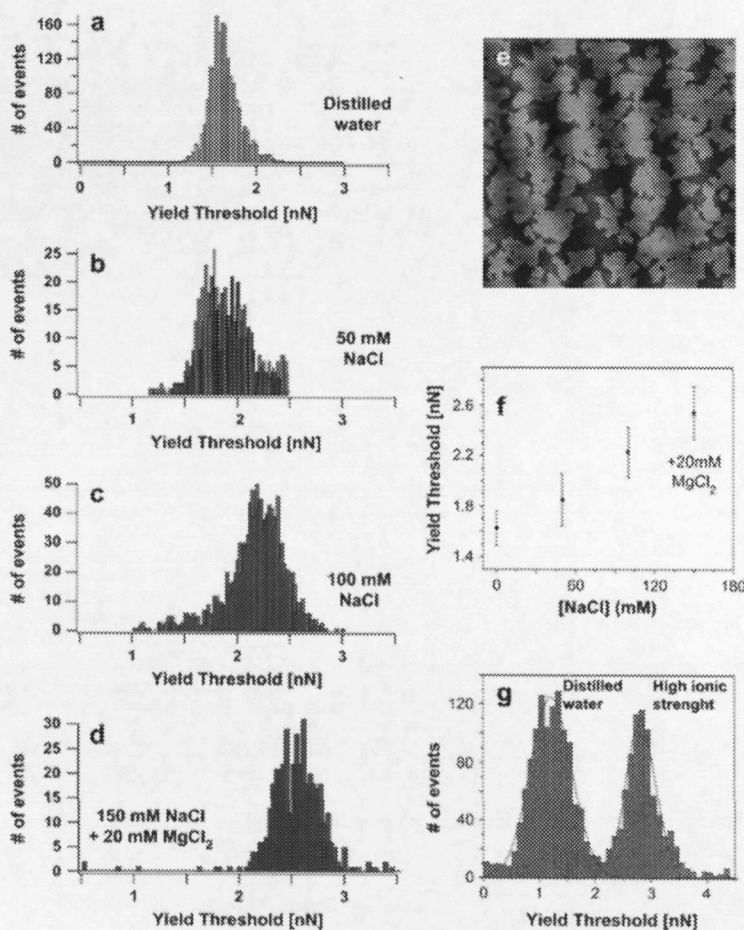 a
160
120
80
40
0
# of events
Distilled
water
0 1 2 3
Yield Threshold [nN]
b
25
20
15
10
5
0
# of events
50 mM
NaCl
1 2 3
Yield Threshold [nN]
c
50
40
30
20
10
0
# of events
100 mM
NaCl
1 2 3
Yield Threshold [nN]
d
30
25
20
15
10
5
0
# of events
150 mM NaCl
+ 20 mM MgCl₂
1 2 3
Yield Threshold [nN]
e
f
2.6
2.2
1.8
1.4
Yield Threshold [nN]
+20mM
MgCl₂
0 60 120 180
[NaCl] (mM)
g
Distilled
water
High ionic
strenght
120
80
40
0
# of events
0 1 2 3 4
Yield Threshold [nN]